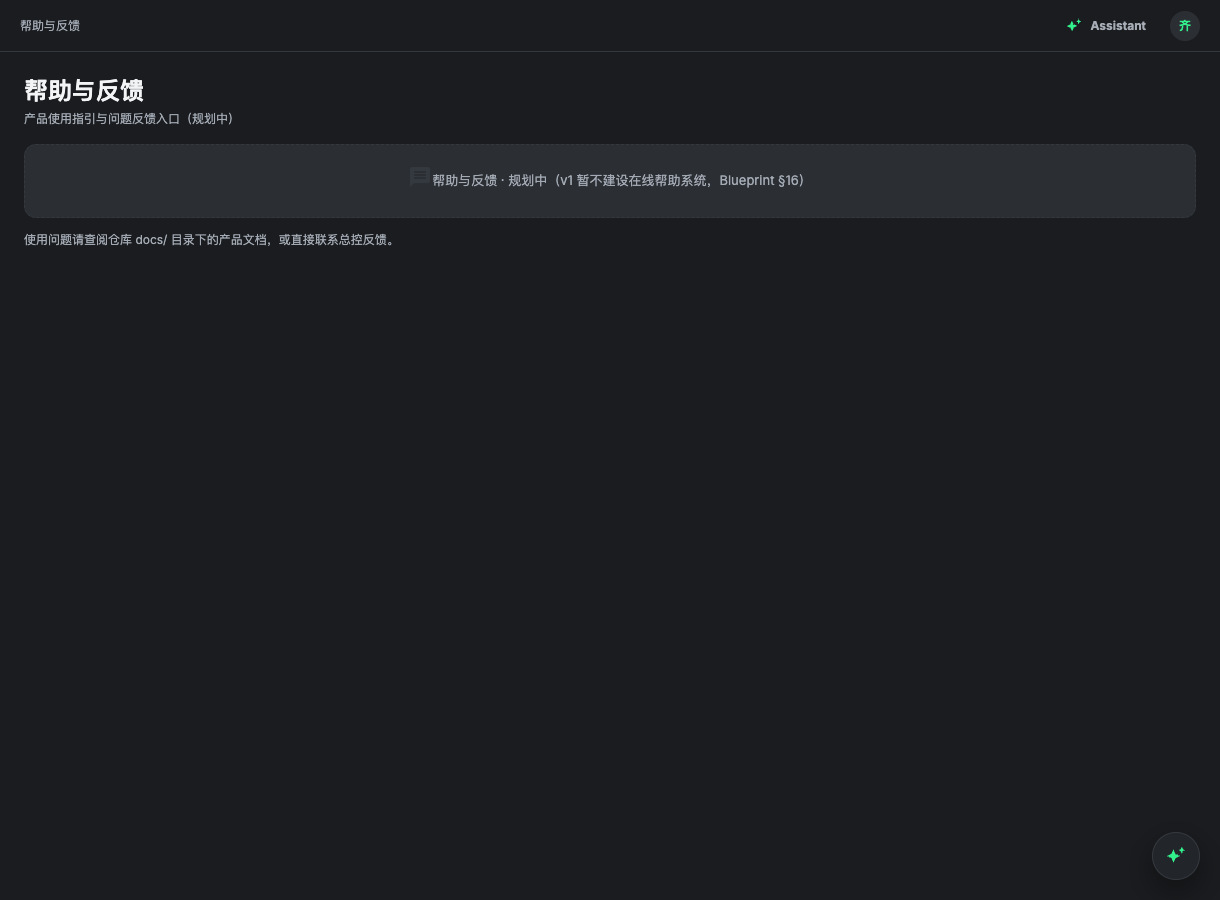 帮助与反馈
Assistant
齐
帮助与反馈
产品使用指引与问题反馈入口（规划中）
帮助与反馈 · 规划中（v1 暂不建设在线帮助系统，Blueprint §16）
使用问题请查阅仓库 docs/ 目录下的产品文档，或直接联系总控反馈。